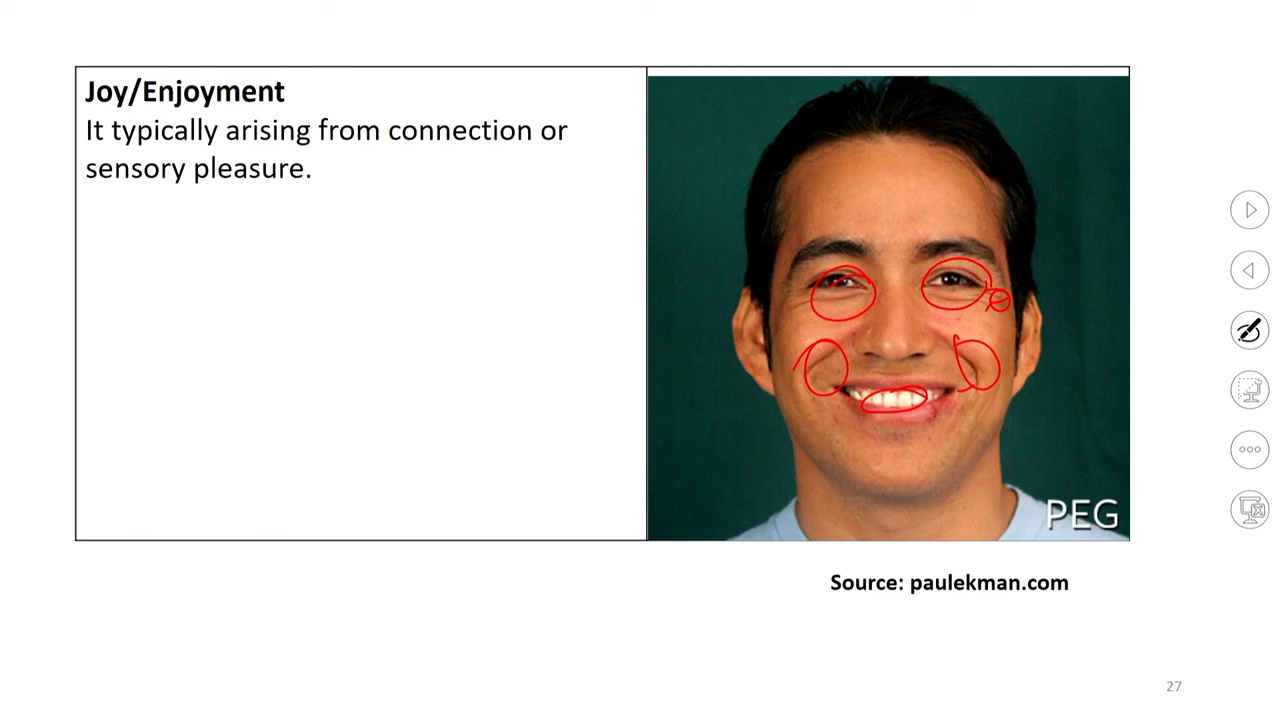 Joy/Enjoyment
It typically arising from connection or
sensory pleasure.
PEG
Source: paulekman.com
27